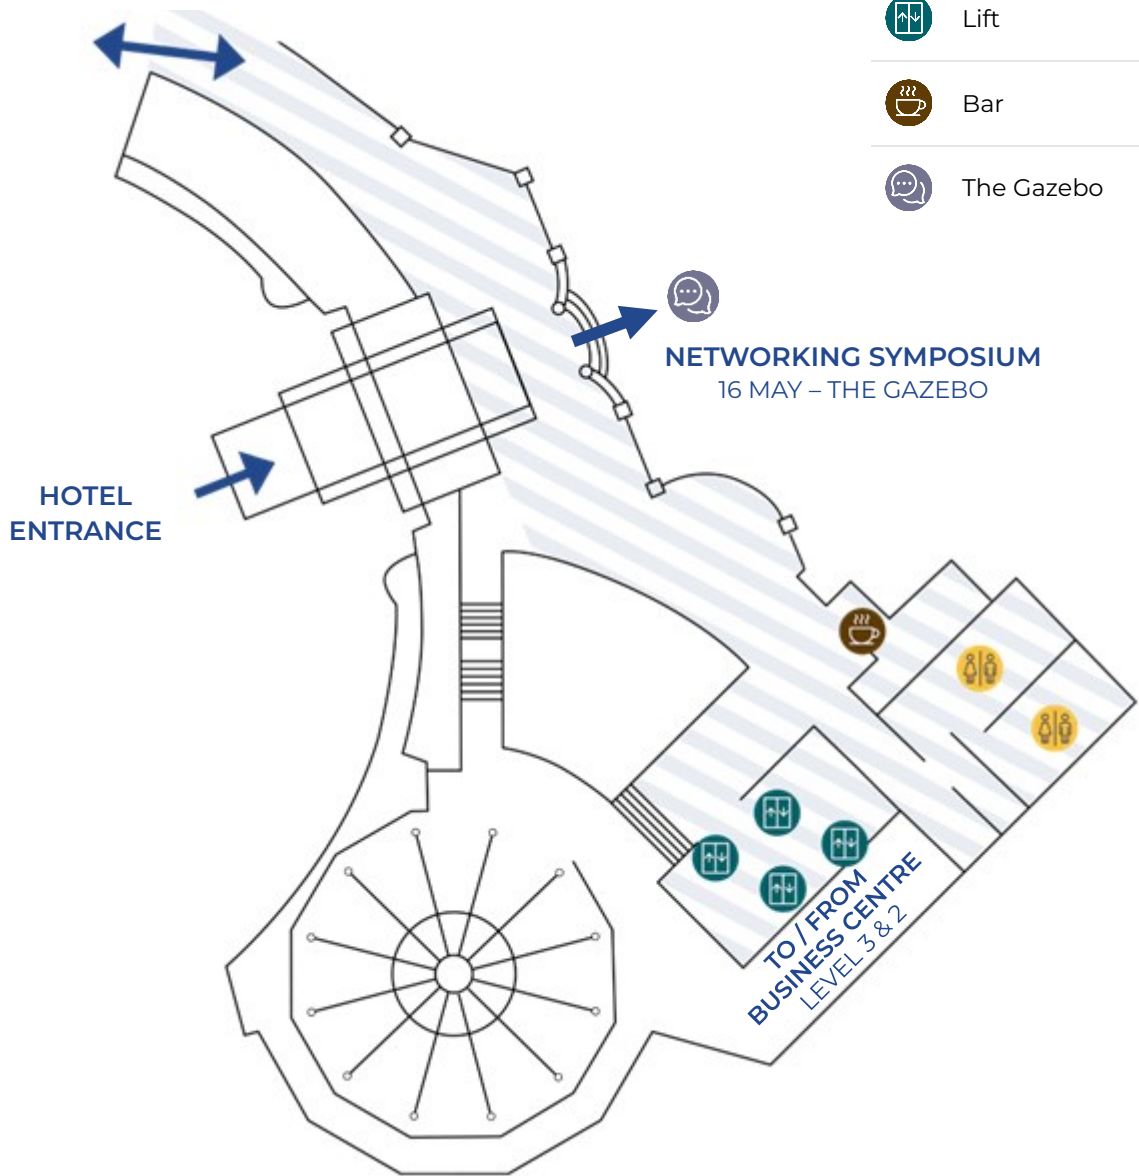 Lift
Bar
The Gazebo
NETWORKING SYMPOSIUM
16 MAY – THE GAZEBO
HOTEL
ENTRANCE
TO / FROM
BUSINESS CENTRE
LEVEL 3 & 2